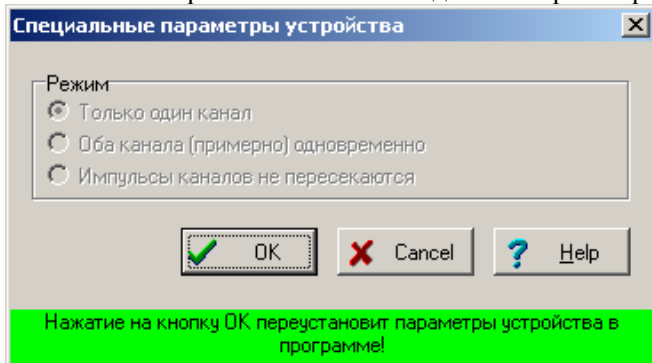 Специальные параметры устройства
Режим
Только один канал
Оба канала (примерно) одновременно
Импульсы каналов не пересекаются
OK
Cancel
Help
Нажатие на кнопку OK переустановит параметры устройства в
программе!